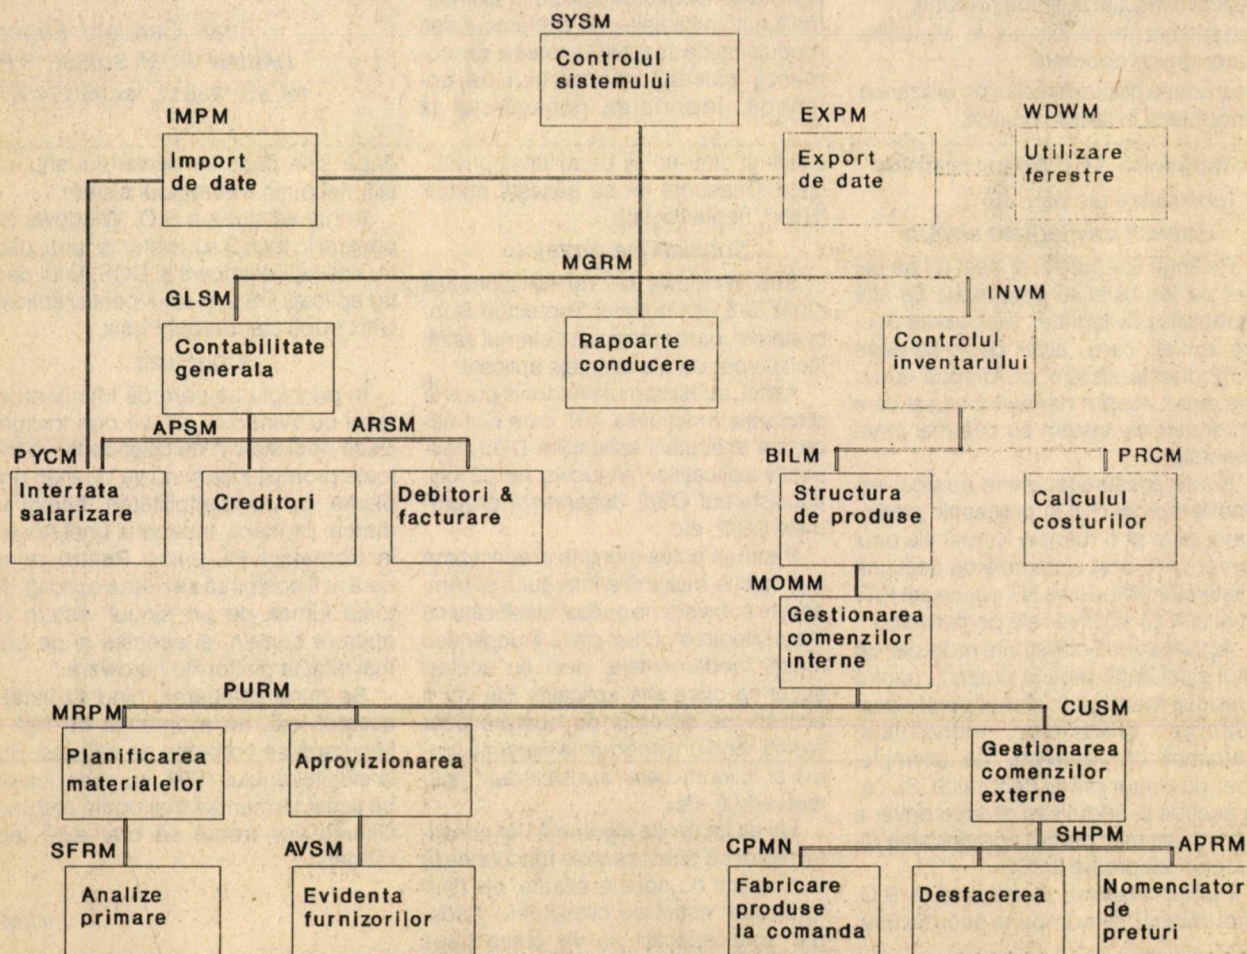 SYSM
Controlul
sistemului
IMPM
Import
de date
EXPM
Export
de date
WDWM
Utilizare
ferestre
MGRM
GLSM
Contabilitate
generala
Rapoarte
conducere
INVM
Controlul
inventarului
APSM
ARSM
PYCM
Interfata
salarizare
Creditori
Debitori &
facturare
BILM
Structura
de produse
PRCM
Calculul
costurilor
MOMM
Gestionarea
comenzilor
interne
PURM
MRPM
Planificarea
materialelor
Aprovizionarea
CUSM
Gestionarea
comenzilor
externe
SFRM
Analize
primare
AVSM
Evidenta
furnizorilor
CPMN
Fabricare
produse
la comanda
SHPM
Desfacerea
APRM
Nomenclator
de
preturi